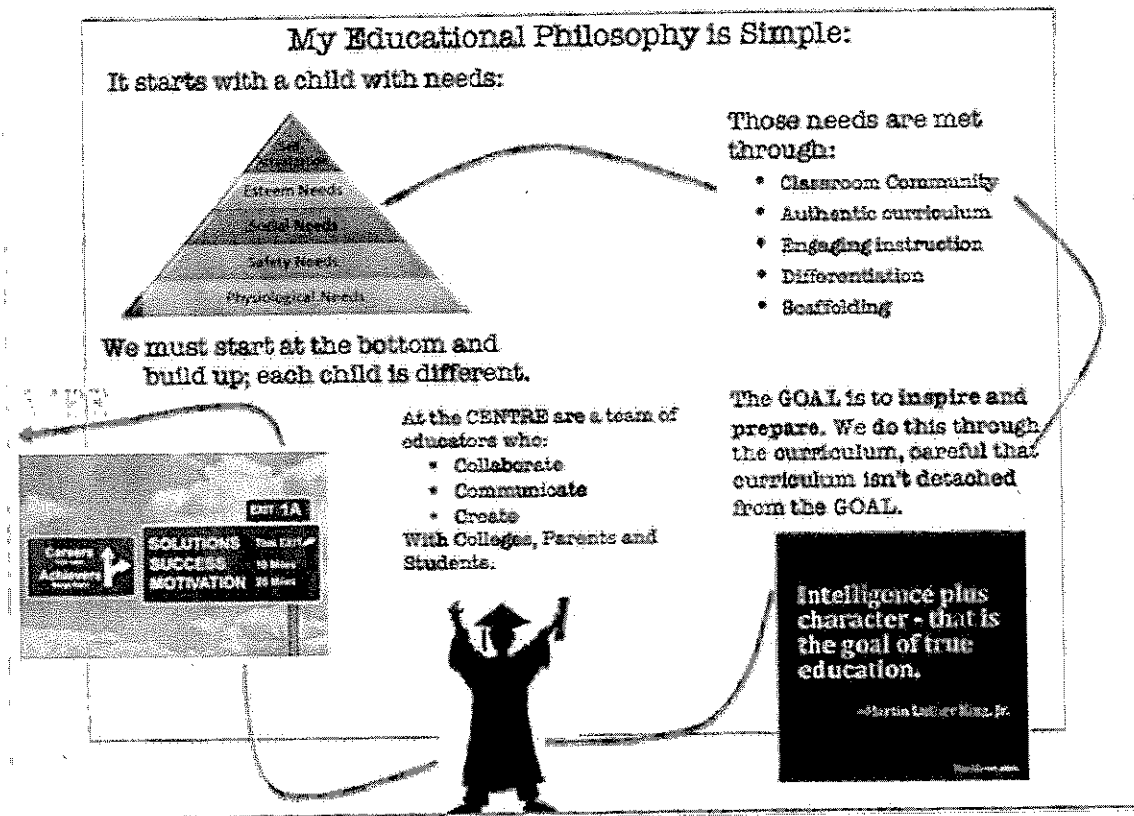 My Educational Philosophy is Simple:
It starts with a child with needs:
Self
Esteem Needs
Social Needs
Safety Needs
Physiological Needs
We must start at the bottom and
build up; each child is different.
Those needs are met
through:
• Classroom Community
• Authentic curriculum
• Engaging instruction
• Differentiation
• Scaffolding
The GOAL is to inspire and
prepare. We do this through
the curriculum, careful that
curriculum isn't detached
from the GOAL.
Intelligence plus
character - that is
the goal of true
education.
-Martin Luther King, Jr.
At the CENTRE are a team of
educators who:
• Collaborate
• Communicate
• Create
With Colleges, Parents and
Students.
EXIT 1A
Careers
Achievers
SOLUTIONS
SUCCESS 10 Miles
MOTIVATION 25 Miles